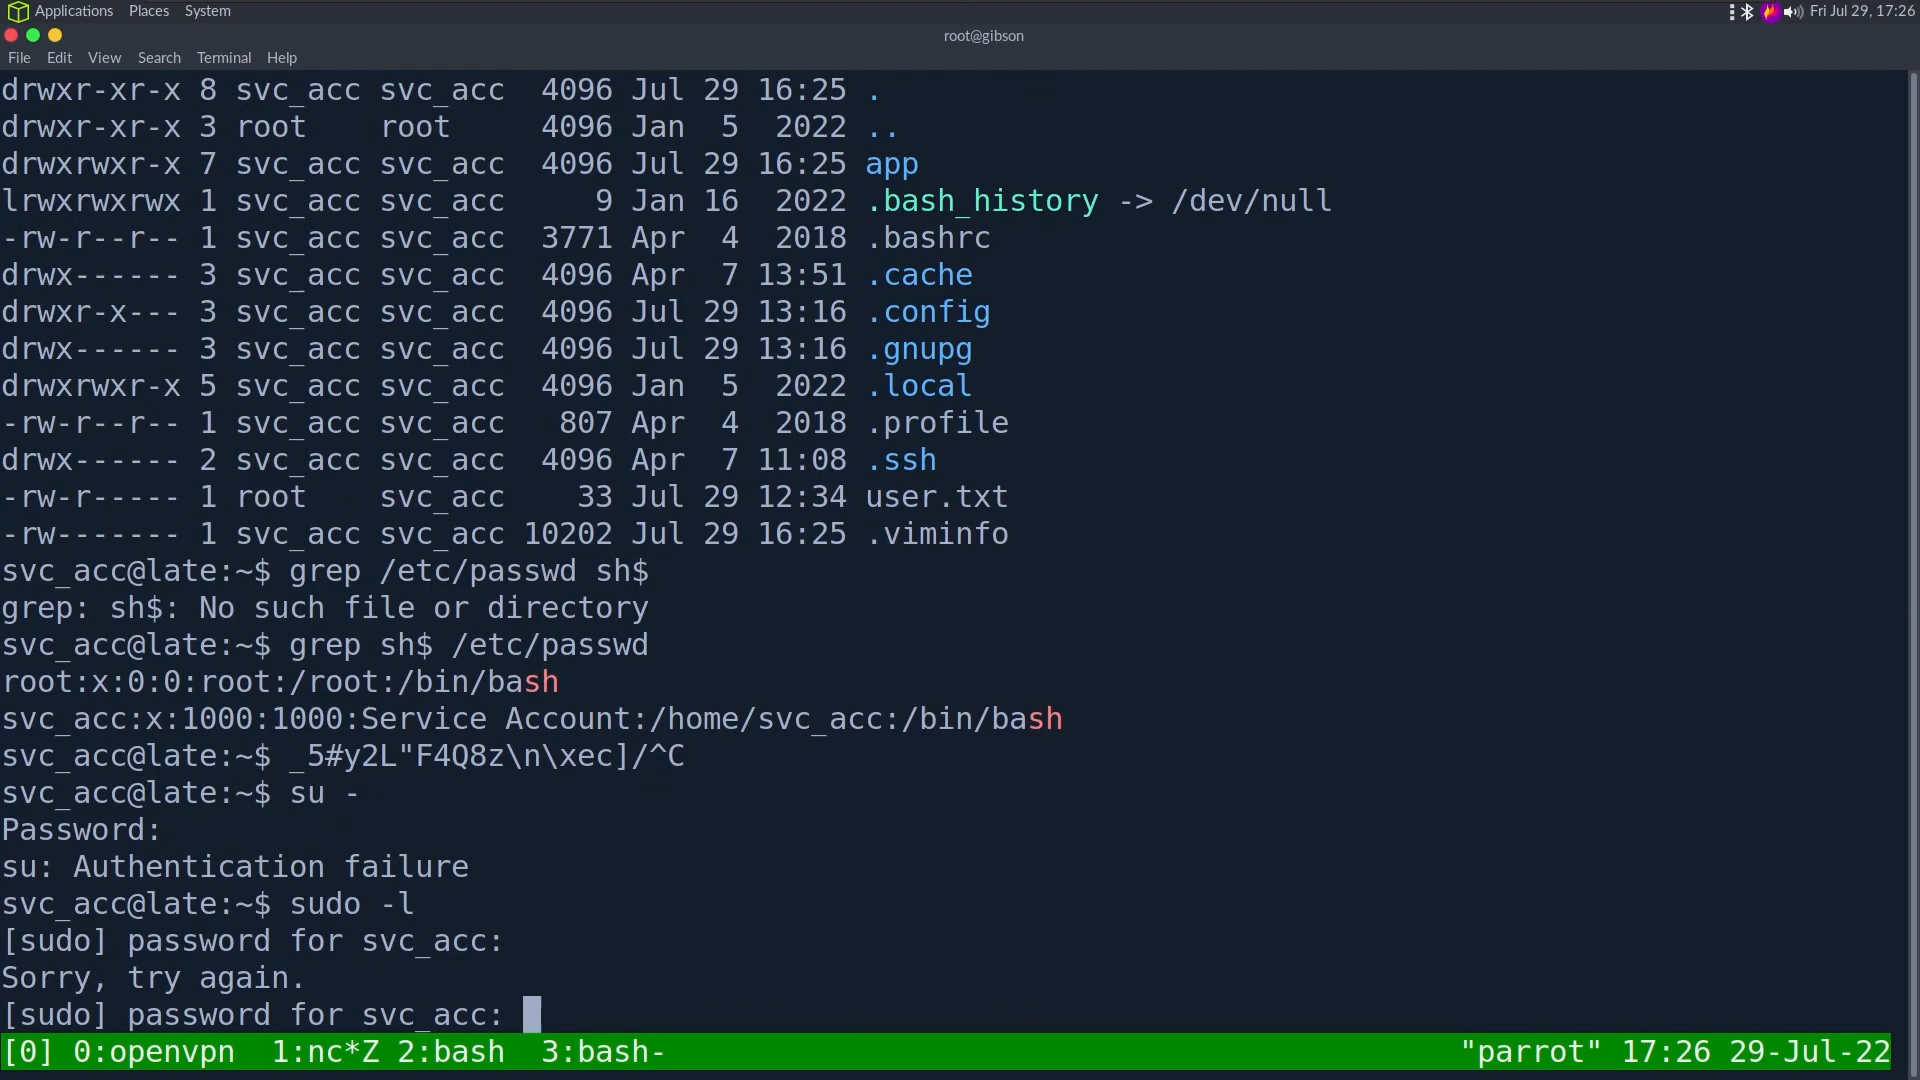 Applications Places System Fri Jul 29, 17:26
root@gibson
File Edit View Search Terminal Help
drwxr-xr-x 8 svc_acc svc_acc  4096 Jul 29 16:25 .
drwxr-xr-x 3 root    root     4096 Jan  5  2022 ..
drwxrwxr-x 7 svc_acc svc_acc  4096 Jul 29 16:25 app
lrwxrwxrwx 1 svc_acc svc_acc     9 Jan 16  2022 .bash_history -> /dev/null
-rw-r--r-- 1 svc_acc svc_acc  3771 Apr  4  2018 .bashrc
drwx------ 3 svc_acc svc_acc  4096 Apr  7 13:51 .cache
drwxr-x--- 3 svc_acc svc_acc  4096 Jul 29 13:16 .config
drwx------ 3 svc_acc svc_acc  4096 Jul 29 13:16 .gnupg
drwxrwxr-x 5 svc_acc svc_acc  4096 Jan  5  2022 .local
-rw-r--r-- 1 svc_acc svc_acc   807 Apr  4  2018 .profile
drwx------ 2 svc_acc svc_acc  4096 Apr  7 11:08 .ssh
-rw-r----- 1 root    svc_acc    33 Jul 29 12:34 user.txt
-rw------- 1 svc_acc svc_acc 10202 Jul 29 16:25 .viminfo
svc_acc@late:~$ grep /etc/passwd sh$
grep: sh$: No such file or directory
svc_acc@late:~$ grep sh$ /etc/passwd
root:x:0:0:root:/root:/bin/bash
svc_acc:x:1000:1000:Service Account:/home/svc_acc:/bin/bash
svc_acc@late:~$ _5#y2L"F4Q8z\n\xec]/^C
svc_acc@late:~$ su -
Password:
su: Authentication failure
svc_acc@late:~$ sudo -l
[sudo] password for svc_acc:
Sorry, try again.
[sudo] password for svc_acc:
[0] 0:openvpn  1:nc*Z 2:bash  3:bash- "parrot" 17:26 29-Jul-22